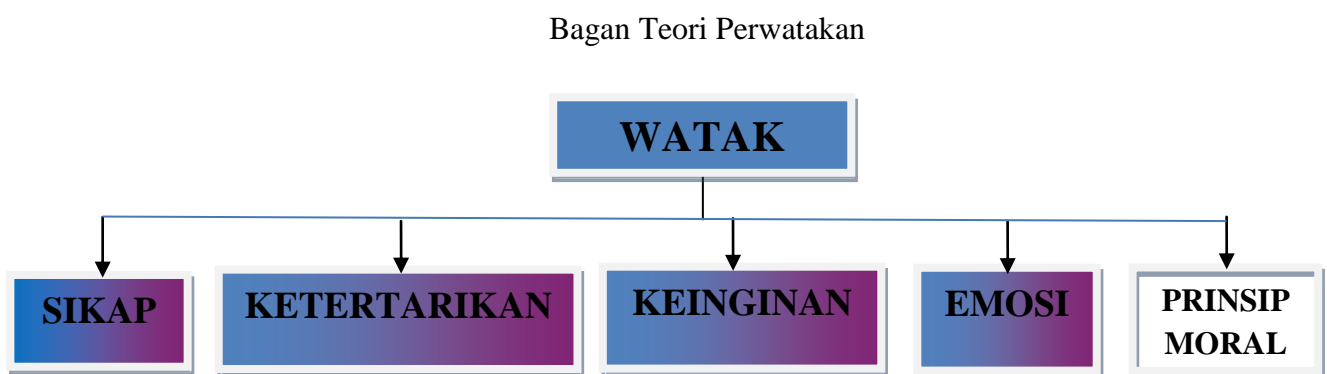 Bagan Teori Perwatakan
WATAK
SIKAP
KETERTARIKAN
KEINGINAN
EMOSI
PRINSIP
MORAL